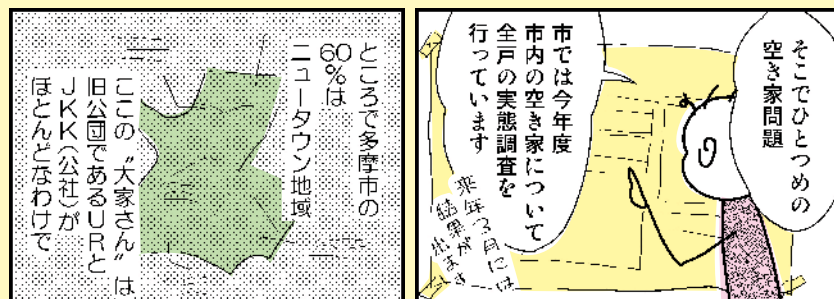 そこでひとつめの
空き家問題
市では今年度
市内の空き家について
全戸の実態調査を
行っています
来年3月には
結果が出ます
ところで多摩市の
60%は
ニュータウン地域
ここの〝大家さん〟は
旧公団であるURと
JKK(公社)が
ほとんどなわけで